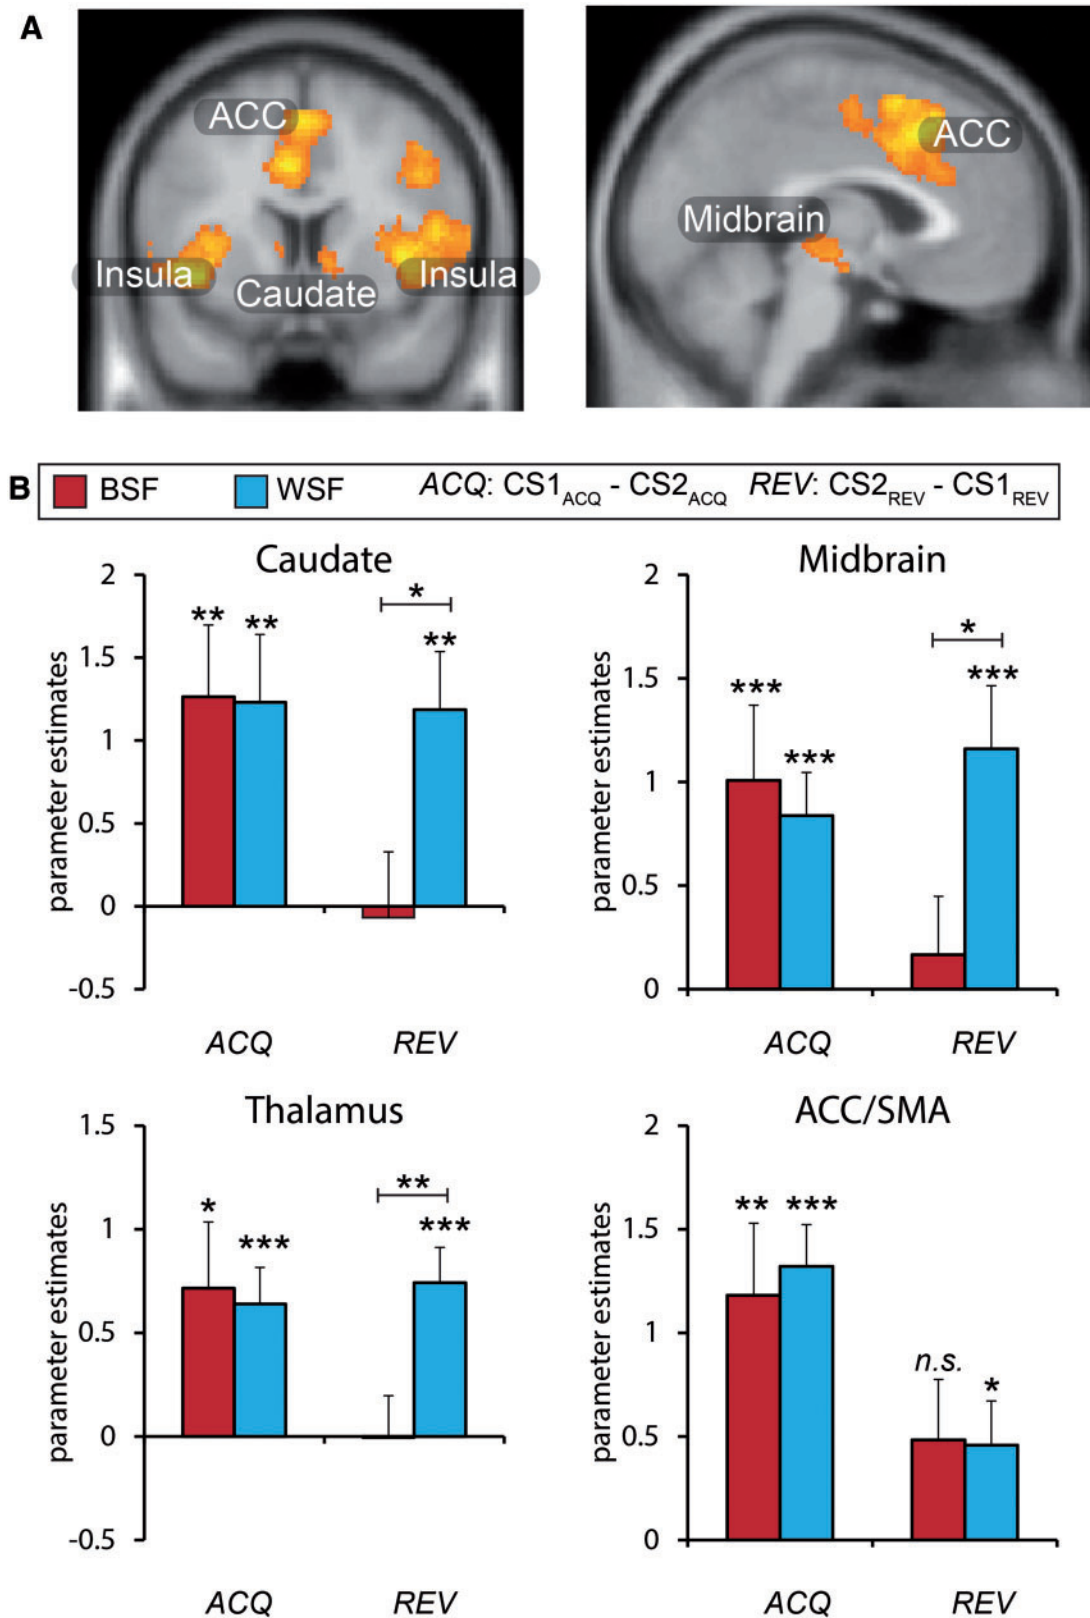 A
ACC
Insula
Caudate
Insula
ACC
Midbrain
B BSF WSF ACQ: CS1ACQ - CS2ACQ REV: CS2REV - CS1REV
Caudate
parameter estimates
2
1.5
1
0.5
0
-0.5
** ** * **
ACQ REV
Midbrain
parameter estimates
2
1.5
1
0.5
0
*** *** * ***
ACQ REV
Thalamus
parameter estimates
1.5
1
0.5
0
-0.5
* *** ** ***
ACQ REV
ACC/SMA
parameter estimates
2
1.5
1
0.5
0
** *** n.s. *
ACQ REV